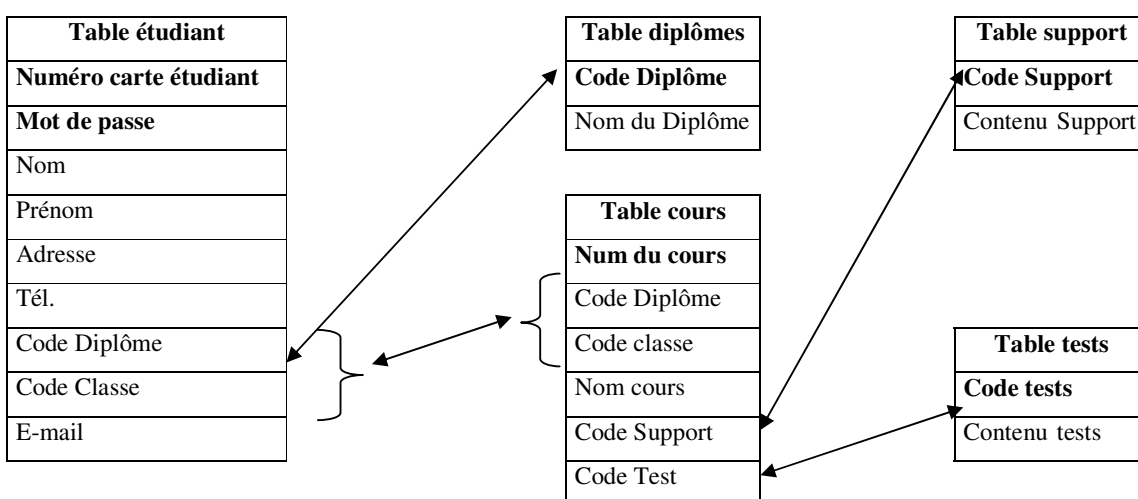 Table étudiant
Numéro carte étudiant
Mot de passe
Nom
Prénom
Adresse
Tél.
Code Diplôme
Code Classe
E-mail
Table diplômes
Code Diplôme
Nom du Diplôme
Table cours
Num du cours
Code Diplôme
Code classe
Nom cours
Code Support
Code Test
Table support
Code Support
Contenu Support
Table tests
Code tests
Contenu tests